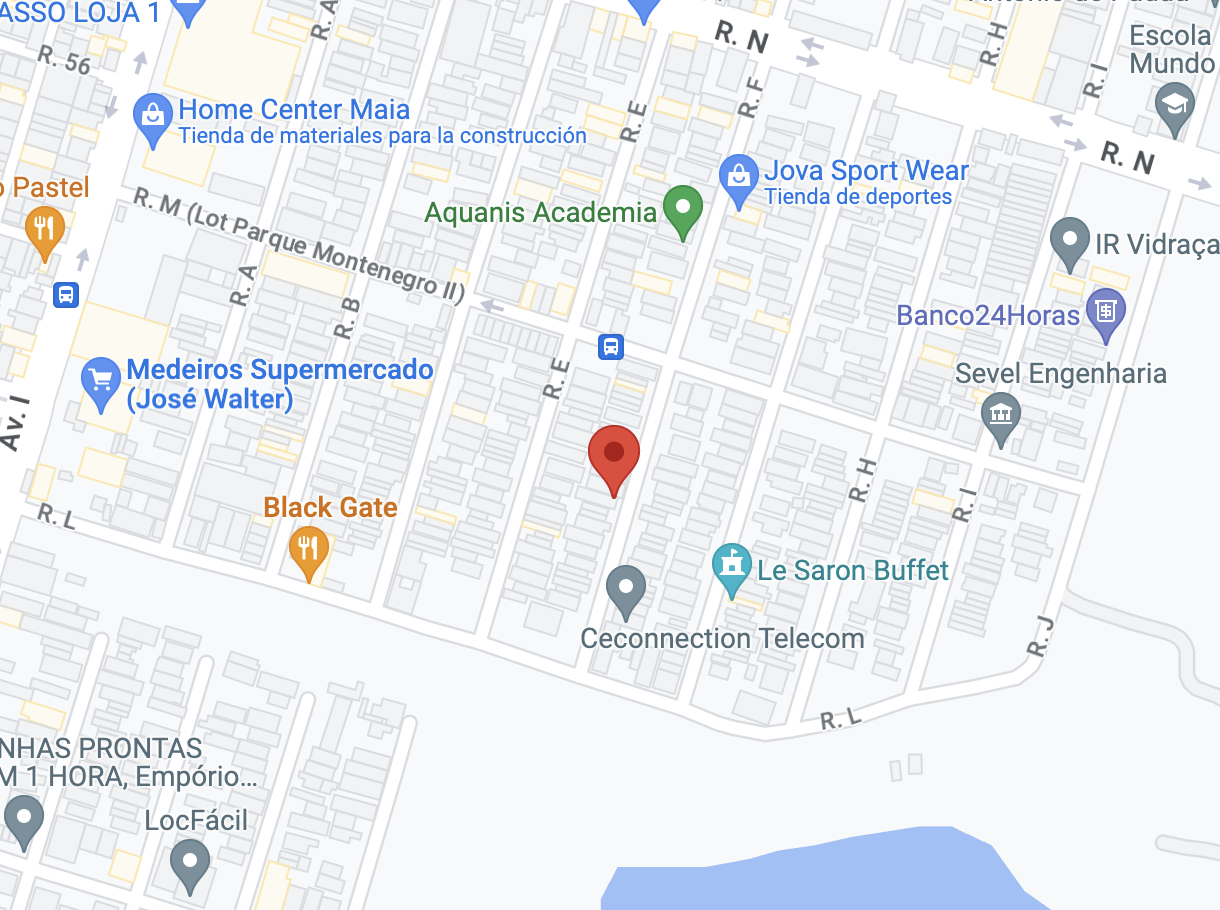 ASSO LOJA 1
R. A
R. N
R. H
Escola
Mundo
R. 56
R. I
R. F
Home Center Maia
Tienda de materiales para la construcción
R. E
R. N
Jova Sport Wear
Tienda de deportes
o Pastel
R. M (Lot Parque Montenegro II)
Aquanis Academia
IR Vidraça
R. A
R. B
Banco24Horas
R. E
Medeiros Supermercado
(José Walter)
Sevel Engenharia
Av. I
R. H
R. I
Black Gate
R. L
Le Saron Buffet
Ceconnection Telecom
R. J
R. L
NHAS PRONTAS
M 1 HORA, Empório...
LocFácil